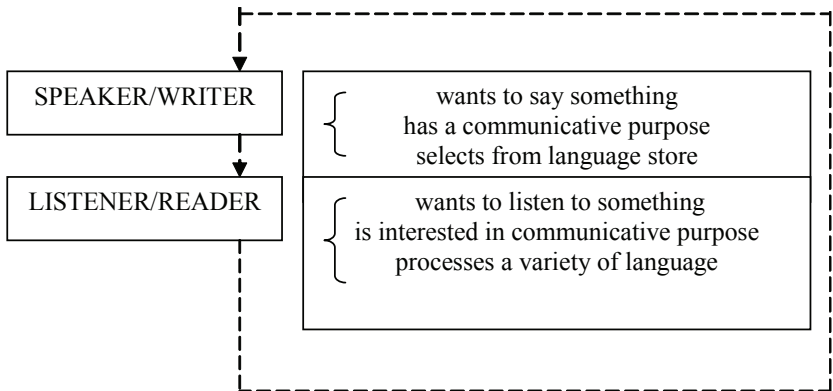 SPEAKER/WRITER
wants to say something
has a communicative purpose
selects from language store
LISTENER/READER
wants to listen to something
is interested in communicative purpose
processes a variety of language